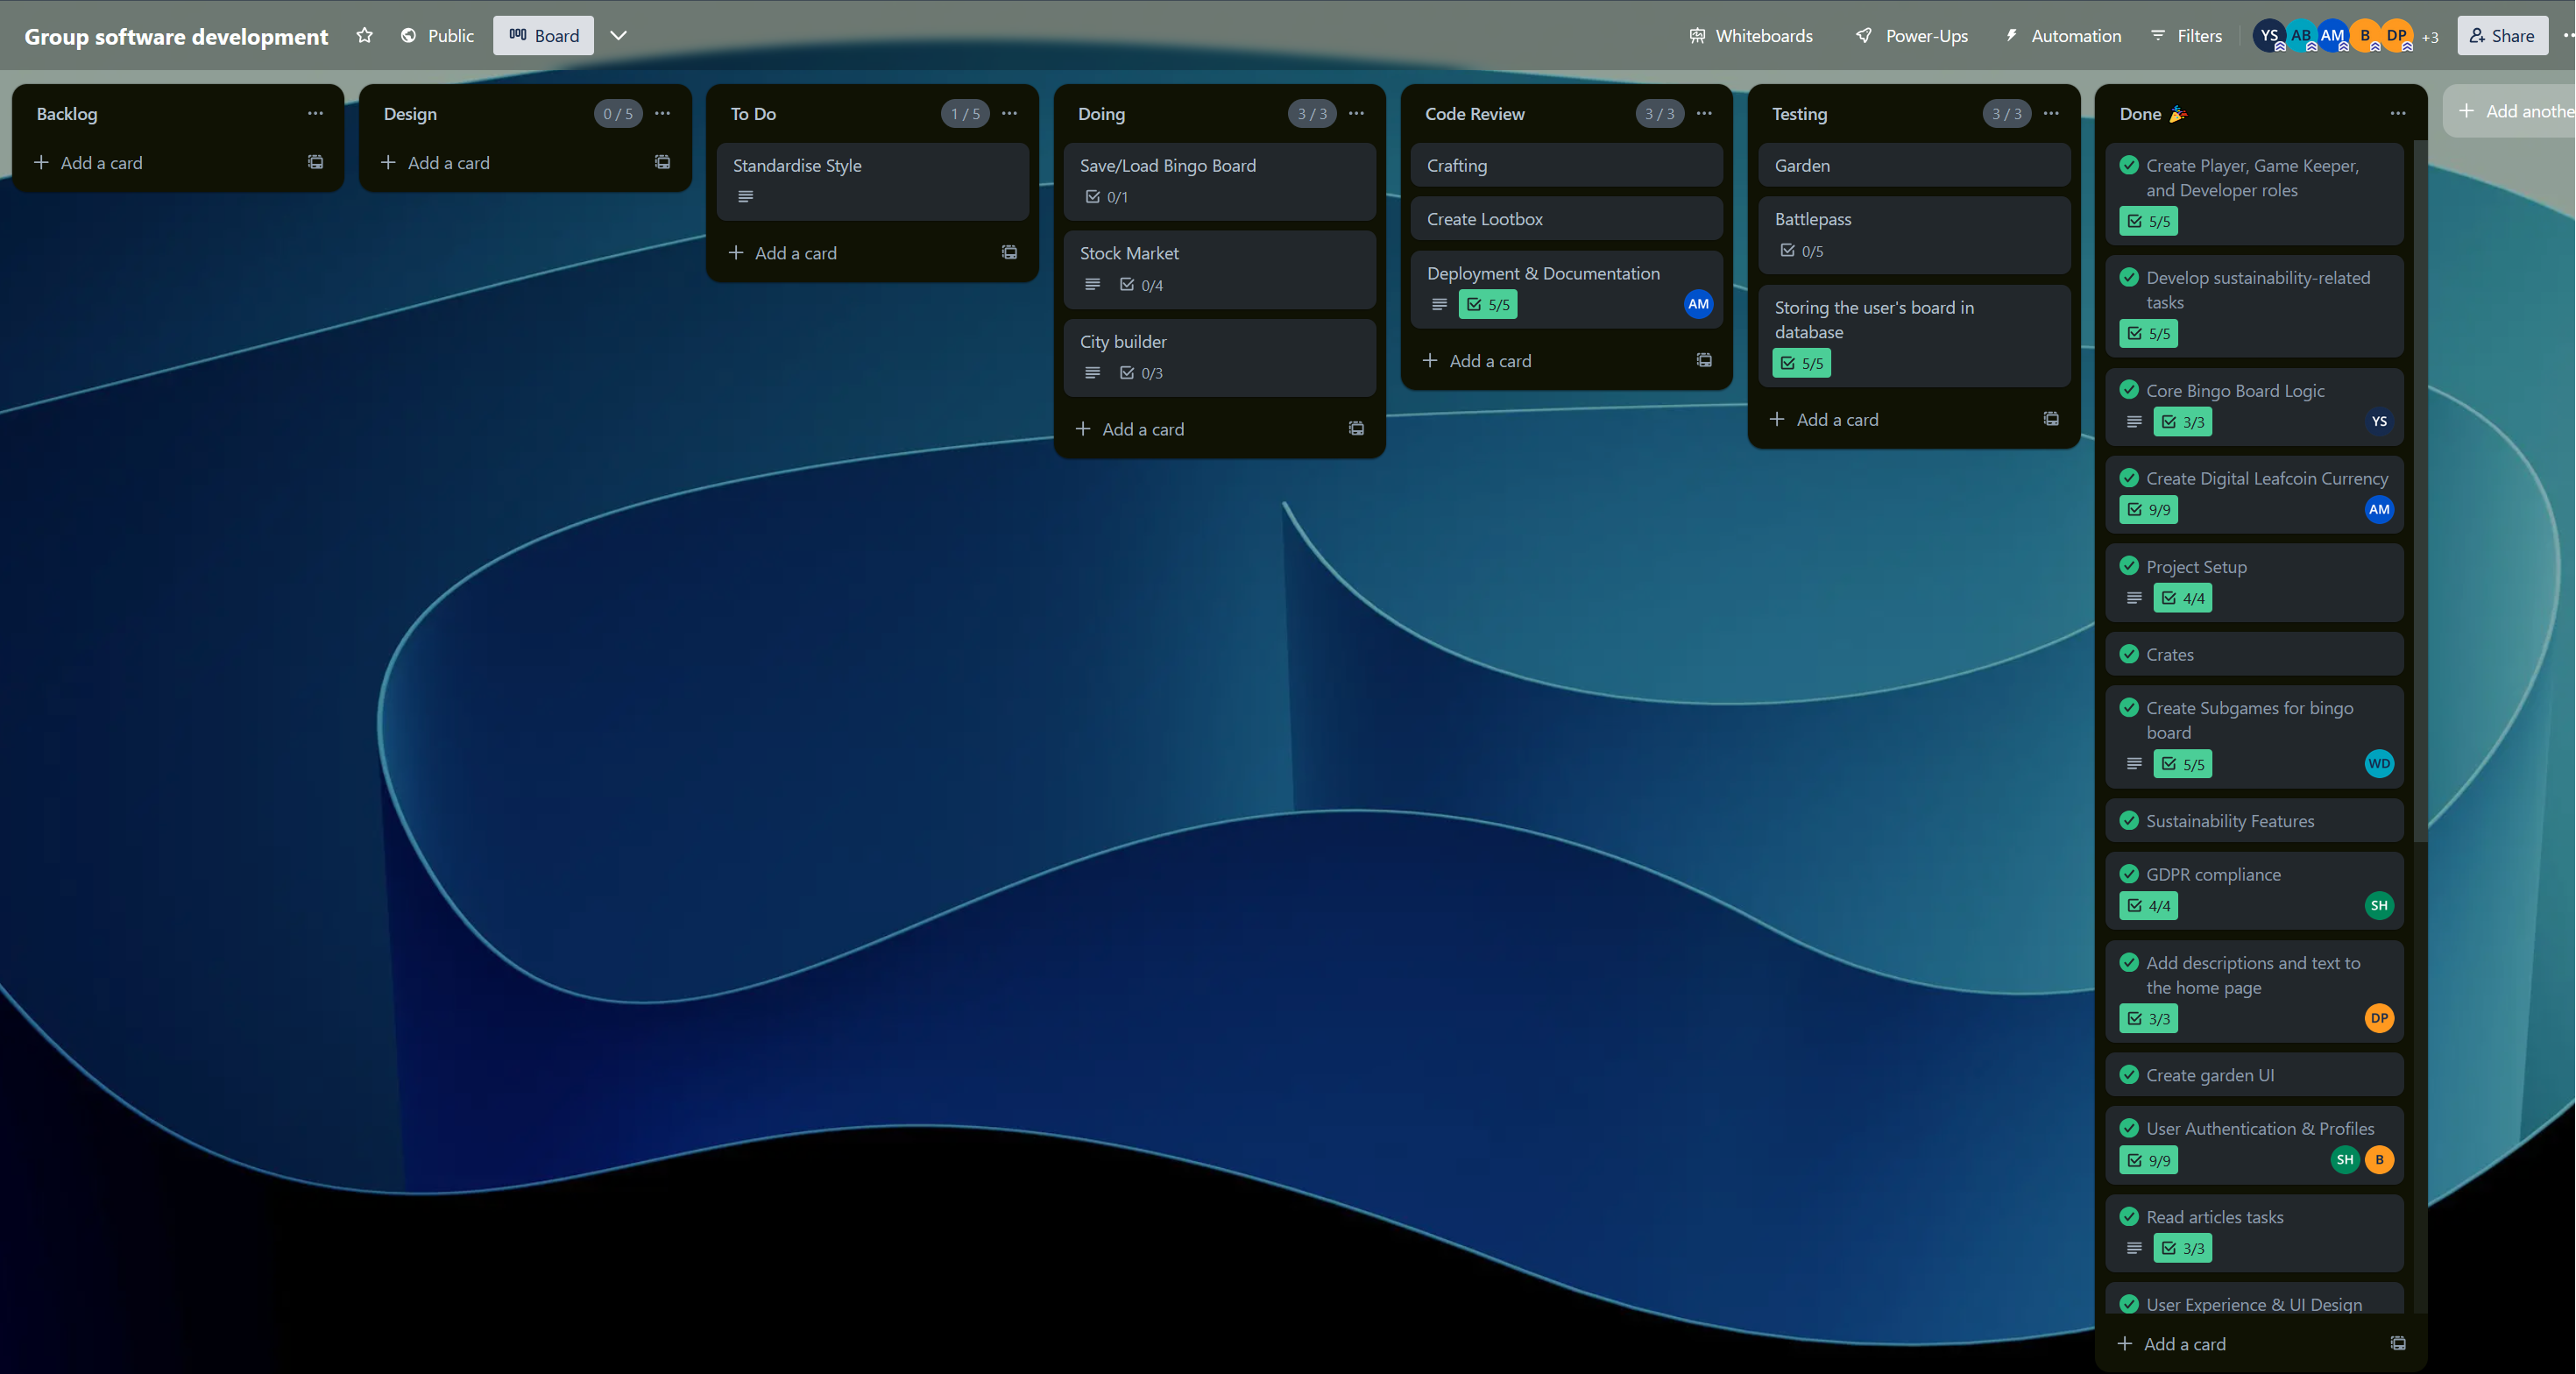 Group software development
Public
Board
Whiteboards
Power-Ups
Automation
Filters
YS
AB
AM
B
DP
+3
Share
Backlog
Add a card
Design
0 / 5
Add a card
To Do
1 / 5
Standardise Style
Add a card
Doing
3 / 3
Save/Load Bingo Board
0/1
Stock Market
0/4
City builder
0/3
Add a card
Code Review
3 / 3
Crafting
Create Lootbox
Deployment & Documentation
5/5
AM
Add a card
Testing
3 / 3
Garden
Battlepass
0/5
Storing the user's board in
database
5/5
Add a card
Done 🎉
Create Player, Game Keeper,
and Developer roles
5/5
Develop sustainability-related
tasks
5/5
Core Bingo Board Logic
3/3
YS
Create Digital Leafcoin Currency
9/9
AM
Project Setup
4/4
Crates
Create Subgames for bingo
board
5/5
WD
Sustainability Features
GDPR compliance
4/4
SH
Add descriptions and text to
the home page
3/3
DP
Create garden UI
User Authentication & Profiles
9/9
SH
B
Read articles tasks
3/3
User Experience & UI Design
Add a card
Add anothe